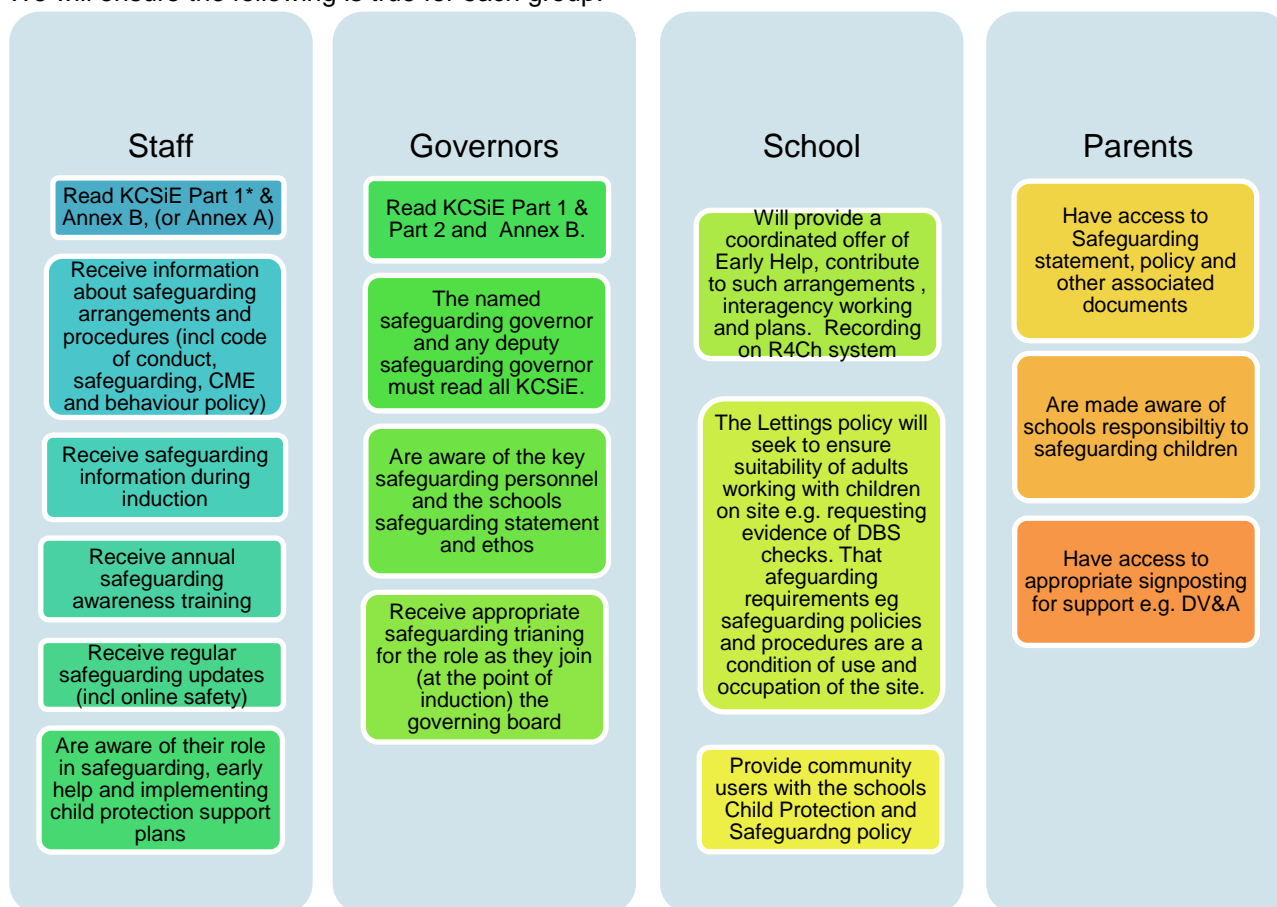 We will ensure the following is true for each group:
Staff
Read KCSiE Part 1* &
Annex B, (or Annex A)
Receive information
about safeguarding
arrangements and
procedures (incl code
of conduct,
safeguarding, CME
and behaviour policy)
Receive safeguarding
information during
induction
Receive annual
safeguarding
awareness training
Receive regular
safeguarding updates
(incl online safety)
Are aware of their role
in safeguarding, early
help and implementing
child protection support
plans
Governors
Read KCSiE Part 1 &
Part 2 and  Annex B.
The named
safeguarding governor
and any deputy
safeguarding governor
must read all KCSiE.
Are aware of the key
safeguarding personnel
and the schools
safeguarding statement
and ethos
Receive appropriate
safeguarding trianing
for the role as they join
(at the point of
induction) the
governing board
School
Will provide a
coordinated offer of
Early Help, contribute
to such arrangements ,
interagency working
and plans.  Recording
on R4Ch system
The Lettings policy will
seek to ensure
suitability of adults
working with children
on site e.g. requesting
evidence of DBS
checks. That
afeguarding
requirements eg
safeguarding policies
and procedures are a
condition of use and
occupation of the site.
Provide community
users with the schools
Child Protection and
Safeguardng policy
Parents
Have access to
Safeguarding
statement, policy and
other associated
documents
Are made aware of
schools responsibiltiy to
safeguarding children
Have access to
appropriate signposting
for support e.g. DV&A